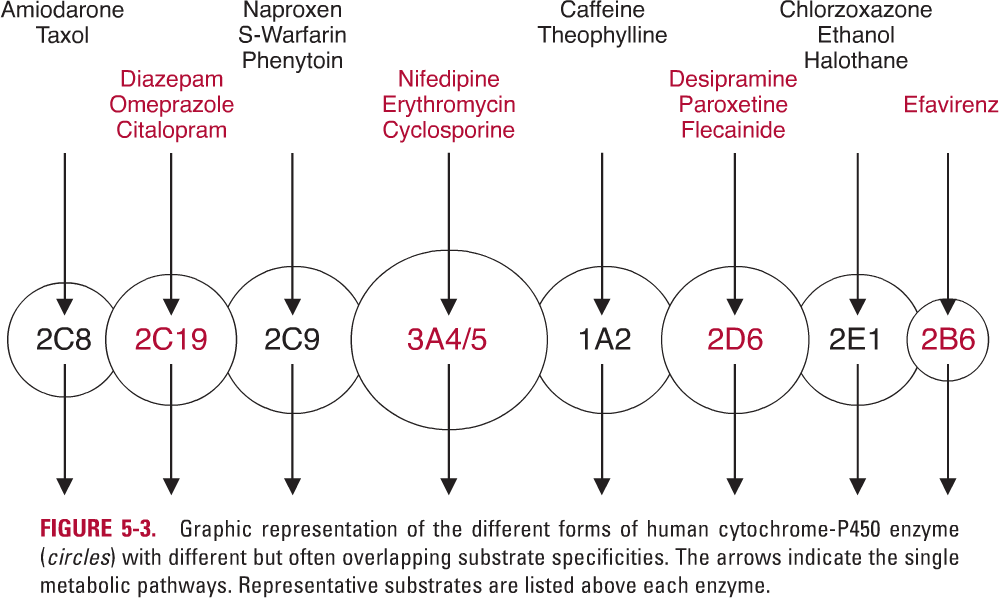 Amiodarone
Taxol
Diazepam
Omeprazole
Citalopram
Naproxen
S-Warfarin
Phenytoin
Nifedipine
Erythromycin
Cyclosporine
Caffeine
Theophylline
Desipramine
Paroxetine
Flecainide
Chlorzoxazone
Ethanol
Halothane
Efavirenz
2C8
2C19
2C9
3A4/5
1A2
2D6
2E1
2B6
FIGURE 5-3. Graphic representation of the different forms of human cytochrome-P450 enzyme
(circles) with different but often overlapping substrate specificities. The arrows indicate the single
metabolic pathways. Representative substrates are listed above each enzyme.